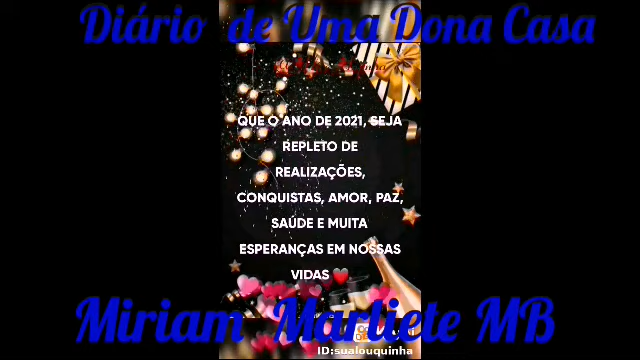 Diário de Uma Dona Casa
QUE O ANO DE 2021, SEJA
REPLETO DE
REALIZAÇÕES,
CONQUISTAS, AMOR, PAZ,
SAÚDE E MUITA
ESPERANÇAS EM NOSSAS
VIDAS ❤️
Miriam Marliete MB
ID:sualouquinha